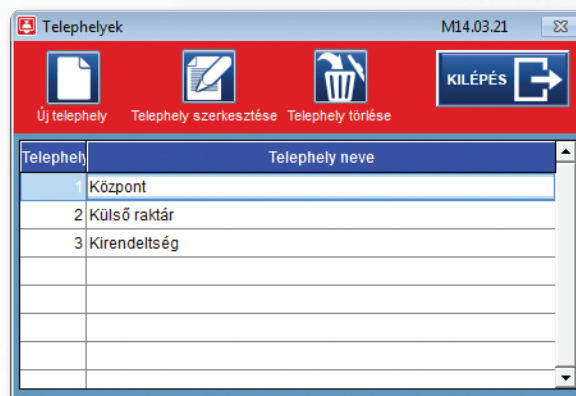 Telephelyek M14.03.21
Új telephely Telephely szerkesztése Telephely törlése KILÉPÉS
Telephely Telephely neve
1 Központ
2 Külső raktár
3 Kirendeltség